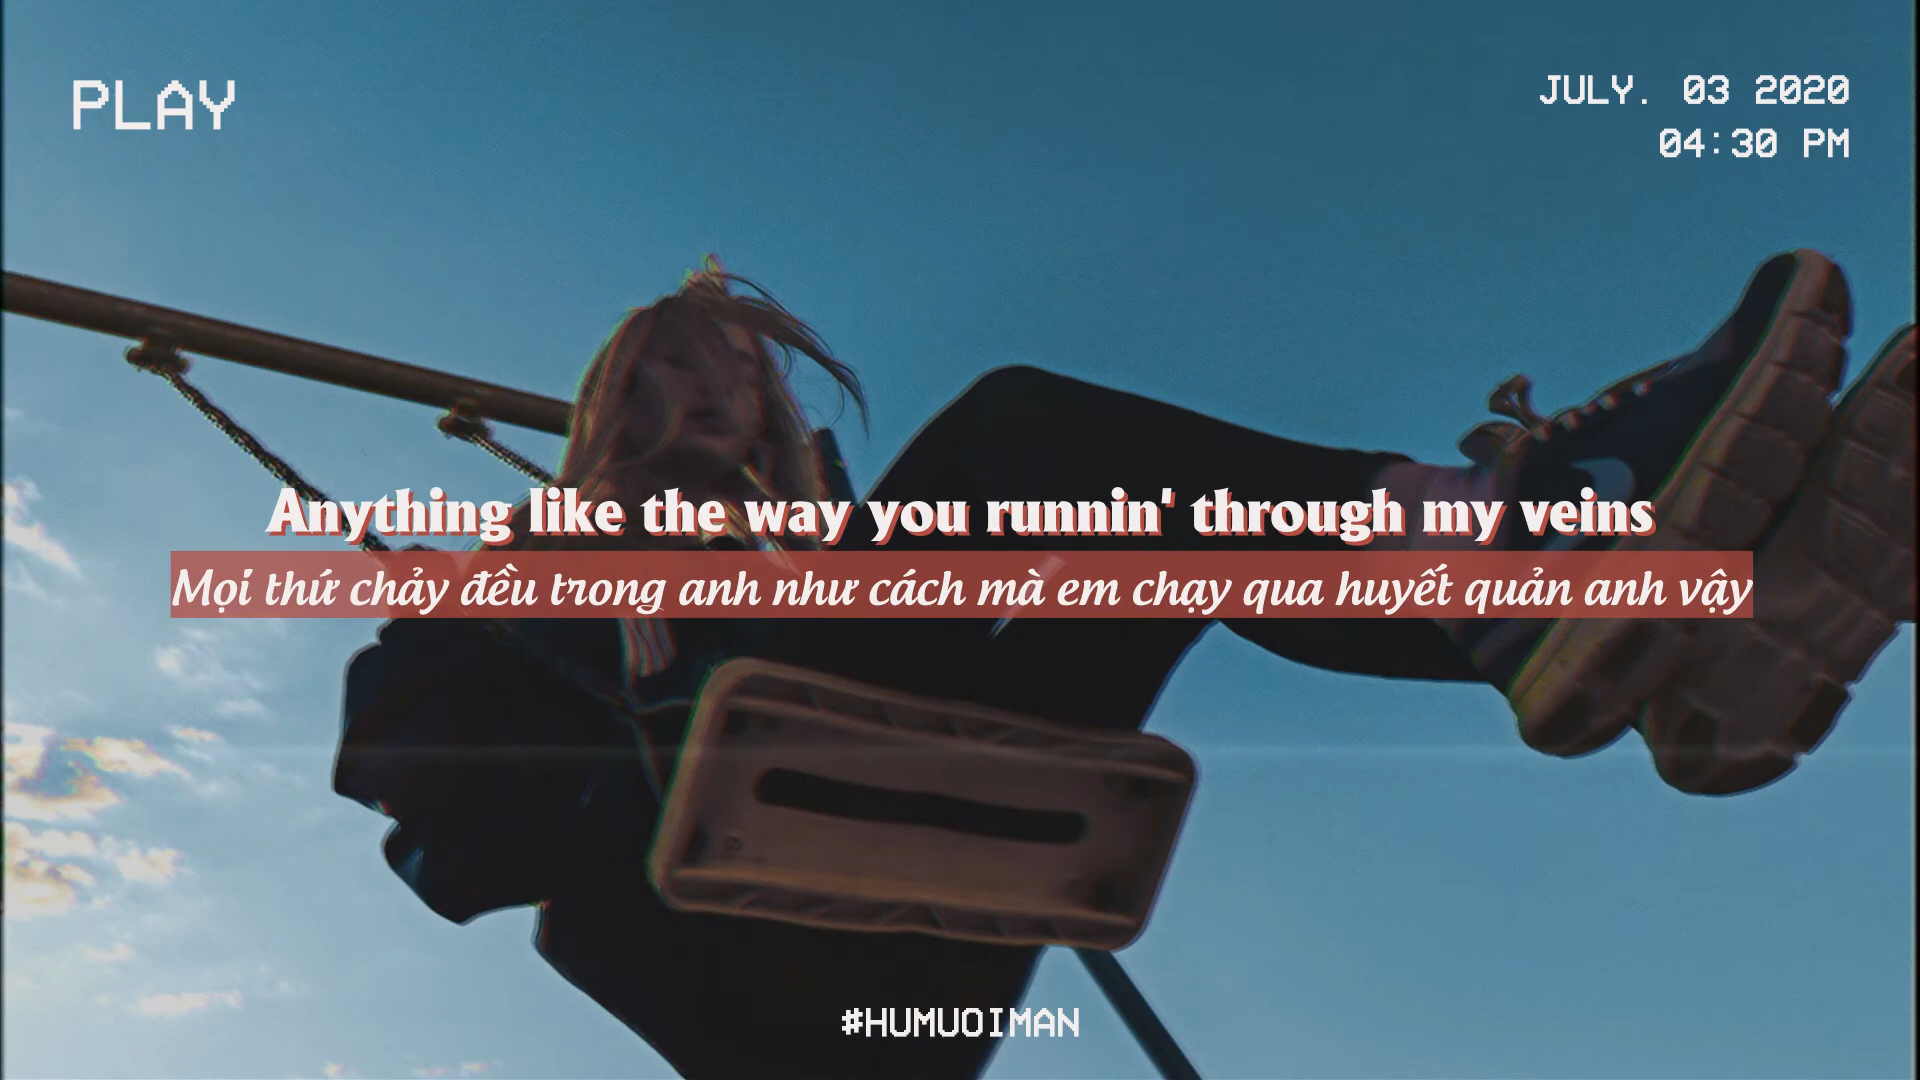 PLAY
JULY. 03 2020
04:30 PM
Anything like the way you runnin' through my veins
Mọi thứ chảy đều trong anh như cách mà em chạy qua huyết quản anh vậy
#HUMUOIMAN